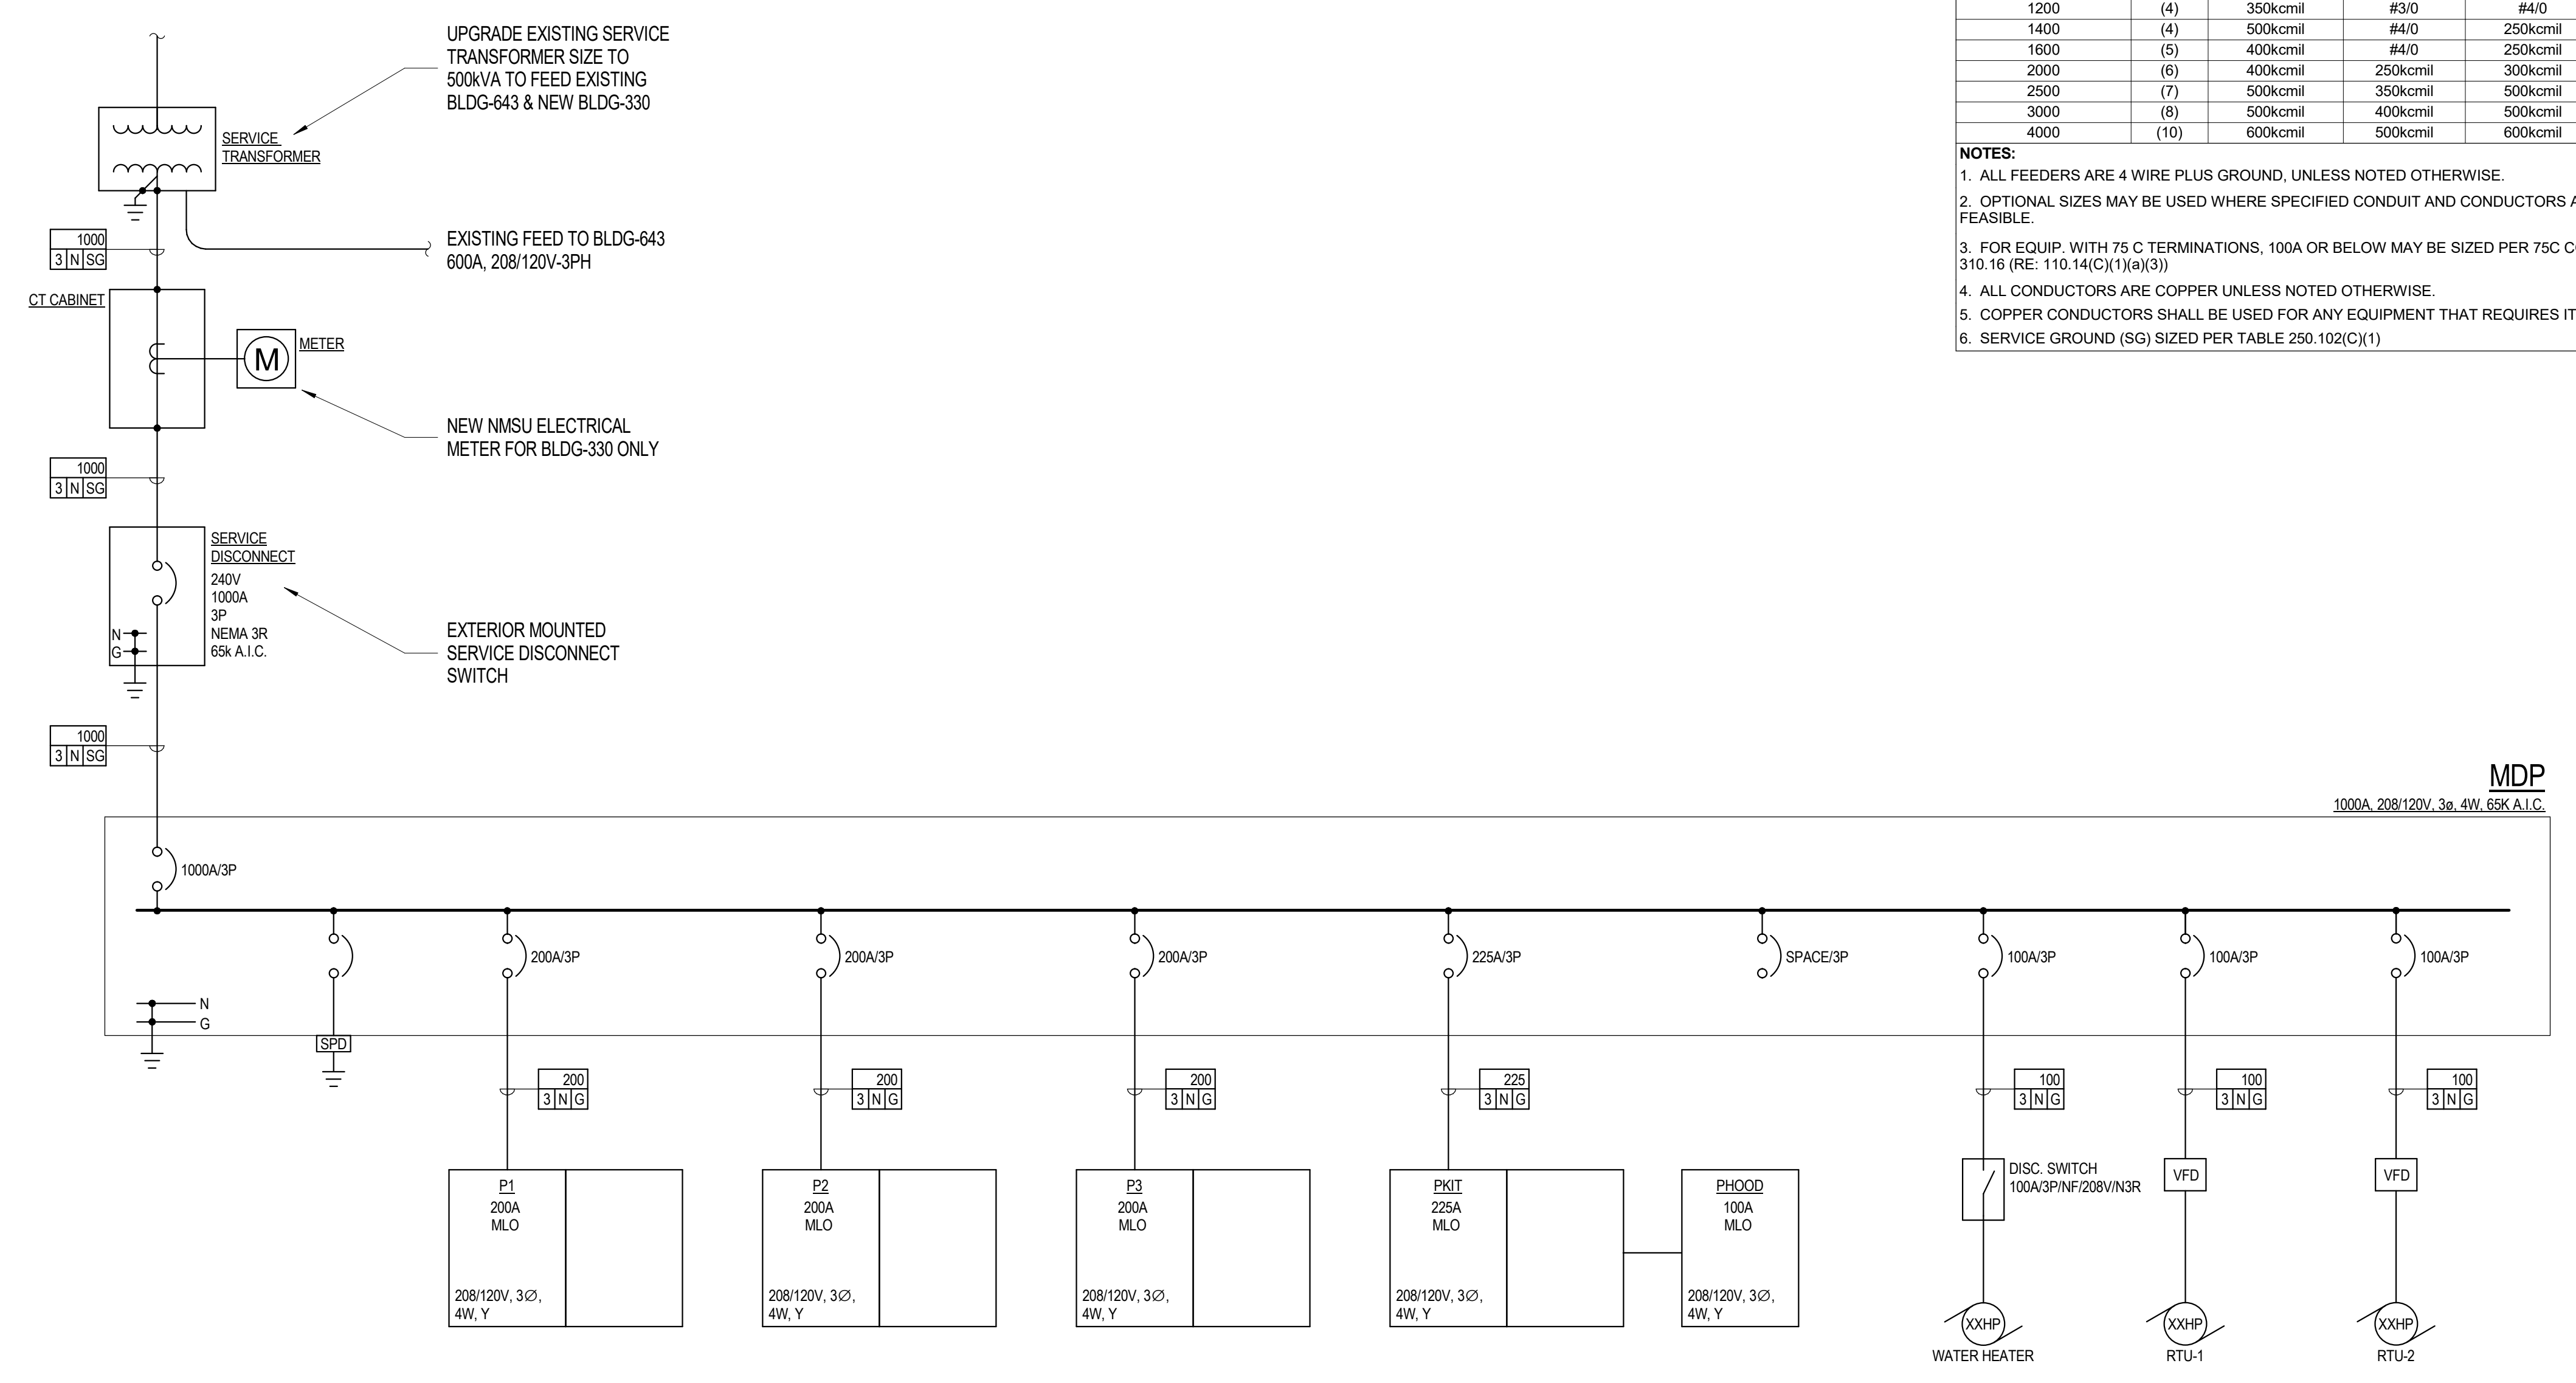 UPGRADE EXISTING SERVICE
TRANSFORMER SIZE TO
500kVA TO FEED EXISTING
BLDG-643 & NEW BLDG-330
SERVICE
TRANSFORMER
1000
3 N SG
EXISTING FEED TO BLDG-643
600A, 208/120V-3PH
CT CABINET
M
METER
NEW NMSU ELECTRICAL
METER FOR BLDG-330 ONLY
1000
3 N SG
SERVICE
DISCONNECT
240V
1000A
3P
NEMA 3R
65k A.I.C.
N
G
EXTERIOR MOUNTED
SERVICE DISCONNECT
SWITCH
1000
3 N SG
1200 (4) 350kcmil #3/0 #4/0
1400 (4) 500kcmil #4/0 250kcmil
1600 (5) 400kcmil #4/0 250kcmil
2000 (6) 400kcmil 250kcmil 300kcmil
2500 (7) 500kcmil 350kcmil 500kcmil
3000 (8) 500kcmil 400kcmil 500kcmil
4000 (10) 600kcmil 500kcmil 600kcmil
NOTES:
1. ALL FEEDERS ARE 4 WIRE PLUS GROUND, UNLESS NOTED OTHERWISE.
2. OPTIONAL SIZES MAY BE USED WHERE SPECIFIED CONDUIT AND CONDUCTORS
FEASIBLE.
3. FOR EQUIP. WITH 75 C TERMINATIONS, 100A OR BELOW MAY BE SIZED PER 75C
310.16 (RE: 110.14(C)(1)(a)(3))
4. ALL CONDUCTORS ARE COPPER UNLESS NOTED OTHERWISE.
5. COPPER CONDUCTORS SHALL BE USED FOR ANY EQUIPMENT THAT REQUIRES IT
6. SERVICE GROUND (SG) SIZED PER TABLE 250.102(C)(1)
MDP
1000A, 208/120V, 3ø, 4W, 65K A.I.C.
1000A/3P
200A/3P
200A/3P
200A/3P
225A/3P
SPACE/3P
100A/3P
100A/3P
100A/3P
N
G
SPD
200
3 N G
200
3 N G
200
3 N G
225
3 N G
100
3 N G
100
3 N G
100
3 N G
P1
200A
MLO
208/120V, 3Ø,
4W, Y
P2
200A
MLO
208/120V, 3Ø,
4W, Y
P3
200A
MLO
208/120V, 3Ø,
4W, Y
PKIT
225A
MLO
208/120V, 3Ø,
4W, Y
PHOOD
100A
MLO
208/120V, 3Ø,
4W, Y
DISC. SWITCH
100A/3P/NF/208V/N3R
XXHP
WATER HEATER
VFD
XXHP
RTU-1
VFD
XXHP
RTU-2